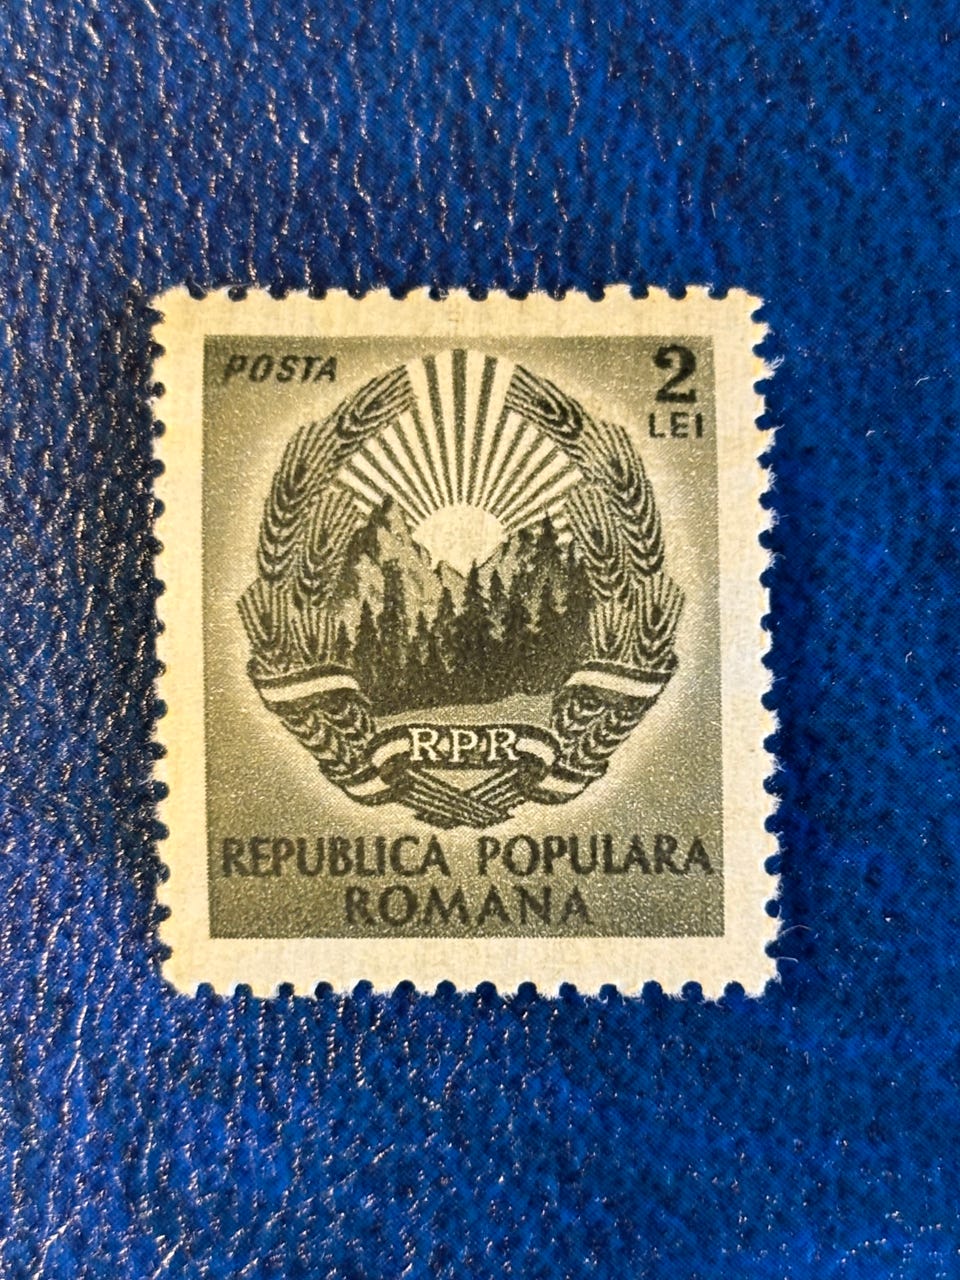 POSTA
2
LEI
RPR
REPUBLICA POPULARA
ROMANA